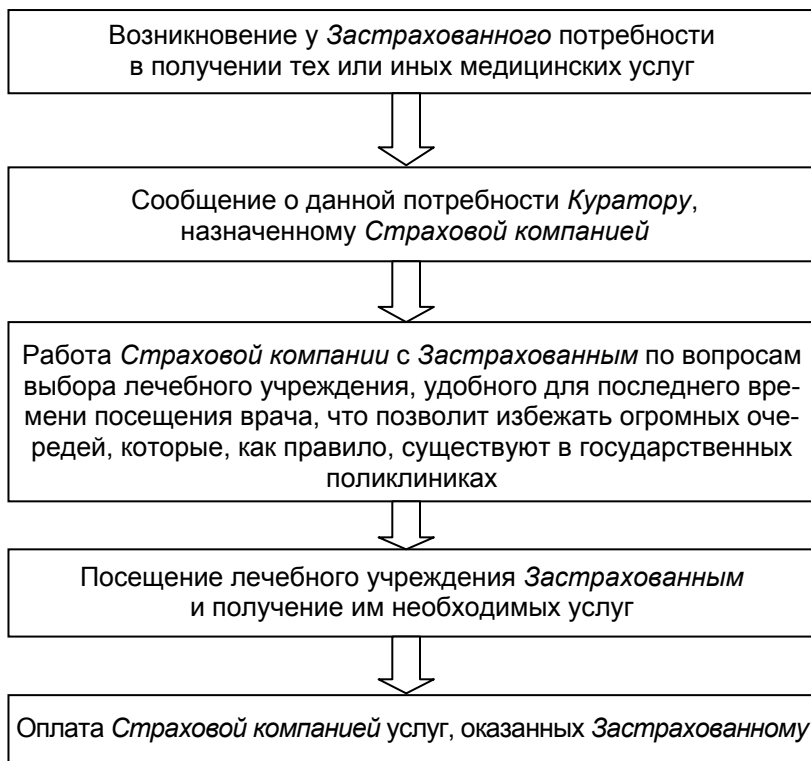 Возникновение у Застрахованного потребности
в получении тех или иных медицинских услуг
Сообщение о данной потребности Куратору,
назначенному Страховой компанией
Работа Страховой компании с Застрахованным по вопросам
выбора лечебного учреждения, удобного для последнего вре-
мени посещения врача, что позволит избежать огромных оче-
редей, которые, как правило, существуют в государственных
поликлиниках
Посещение лечебного учреждения Застрахованным
и получение им необходимых услуг
Оплата Страховой компанией услуг, оказанных Застрахованному